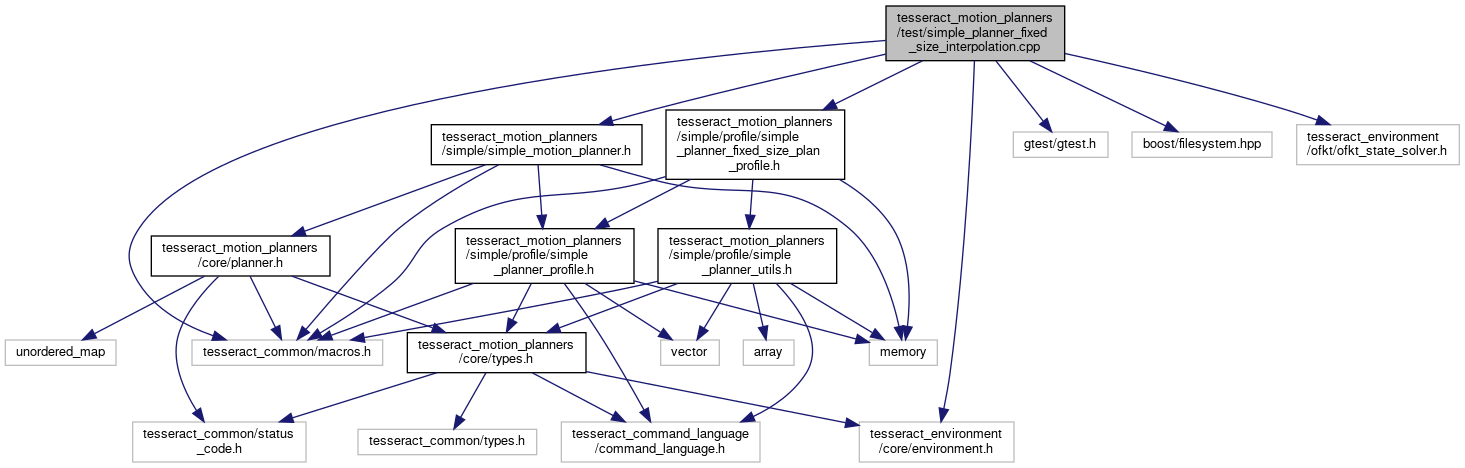 tesseract_motion_planners
/test/simple_planner_fixed
_size_interpolation.cpp
tesseract_motion_planners
/simple/simple_motion_planner.h
tesseract_motion_planners
/simple/profile/simple
_planner_fixed_size_plan
_profile.h
gtest/gtest.h
boost/filesystem.hpp
tesseract_environment
/ofkt/ofkt_state_solver.h
tesseract_motion_planners
/core/planner.h
tesseract_motion_planners
/simple/profile/simple
_planner_profile.h
tesseract_motion_planners
/simple/profile/simple
_planner_utils.h
unordered_map
tesseract_common/macros.h
tesseract_motion_planners
/core/types.h
vector
array
memory
tesseract_common/status
_code.h
tesseract_common/types.h
tesseract_command_language
/command_language.h
tesseract_environment
/core/environment.h